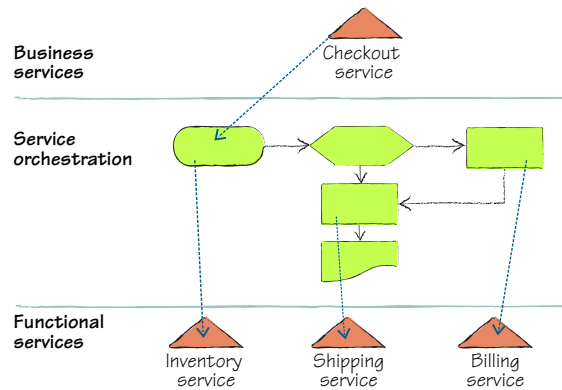 Business
services
Checkout
service
Service
orchestration
Functional
services
Inventory
service
Shipping
service
Billing
service